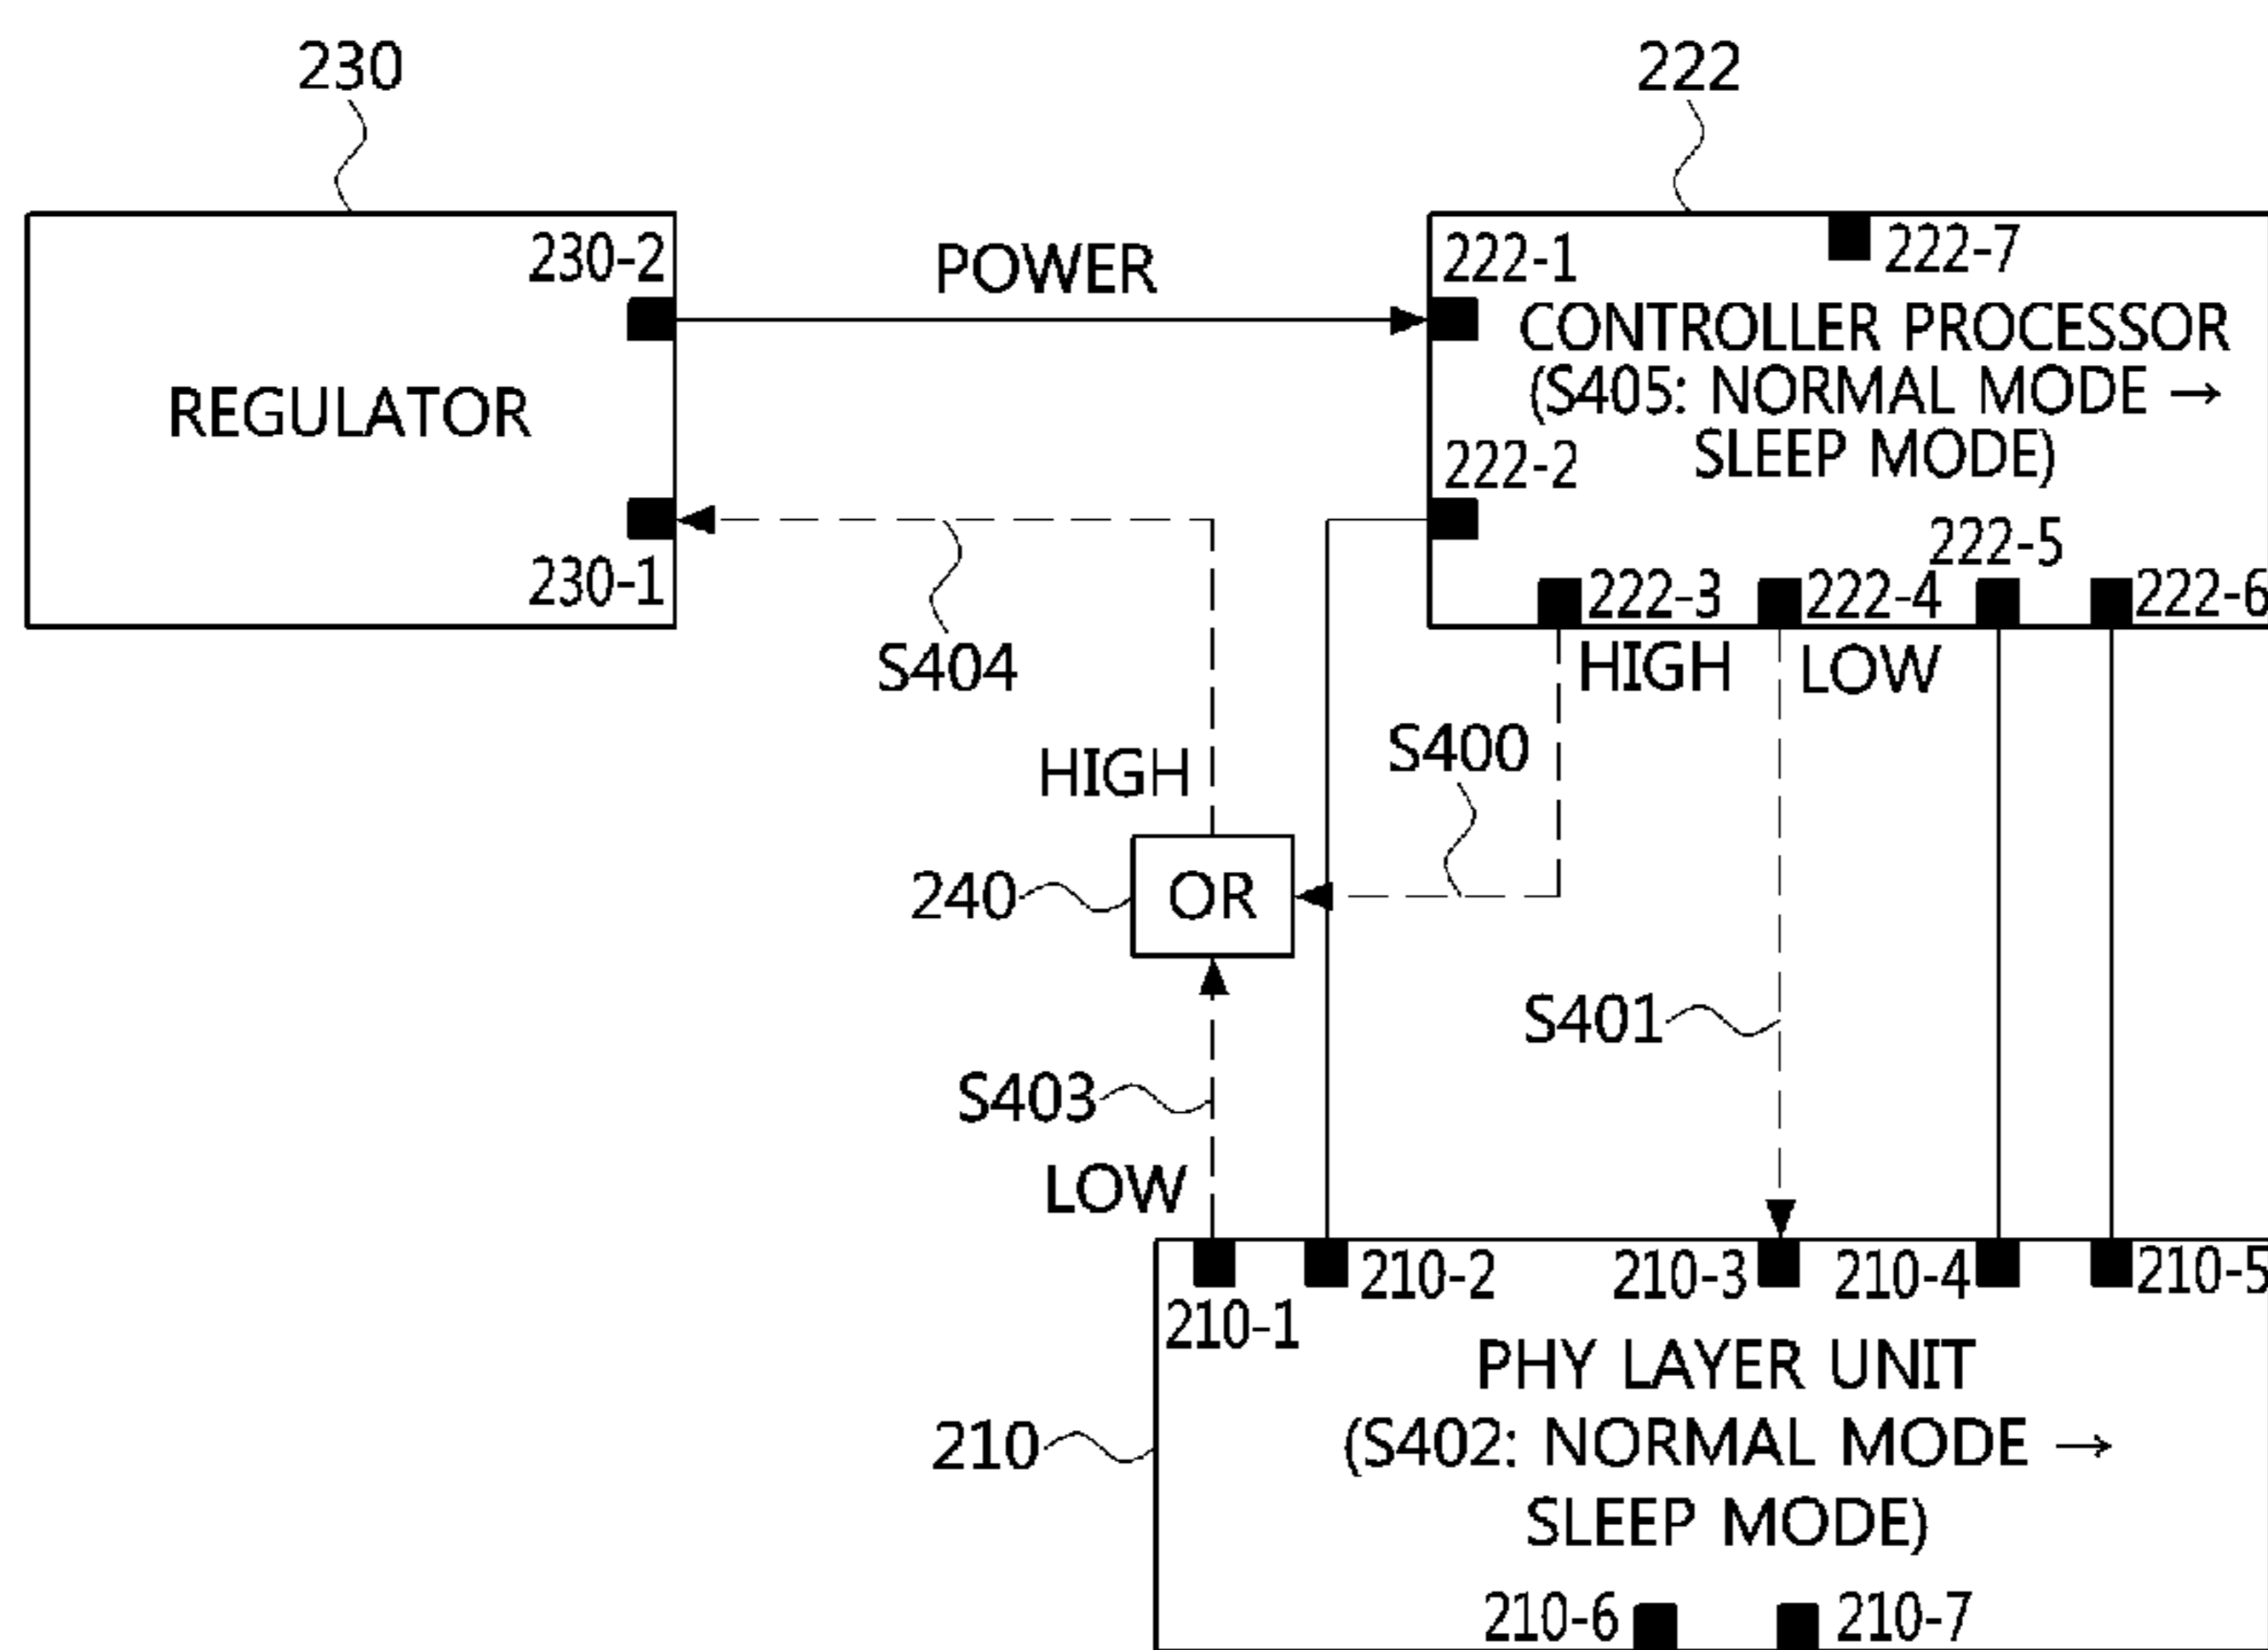 230
222
230-2
POWER
222-1
222-7
CONTROLLER PROCESSOR
(S405: NORMAL MODE →
SLEEP MODE)
REGULATOR
222-2
230-1
222-5
222-3
222-4
222-6
S404
HIGH
LOW
S400
HIGH
240
OR
S401
S403
LOW
210-1
210-2
210-3
210-4
210-5
PHY LAYER UNIT
210
(S402: NORMAL MODE →
SLEEP MODE)
210-6
210-7